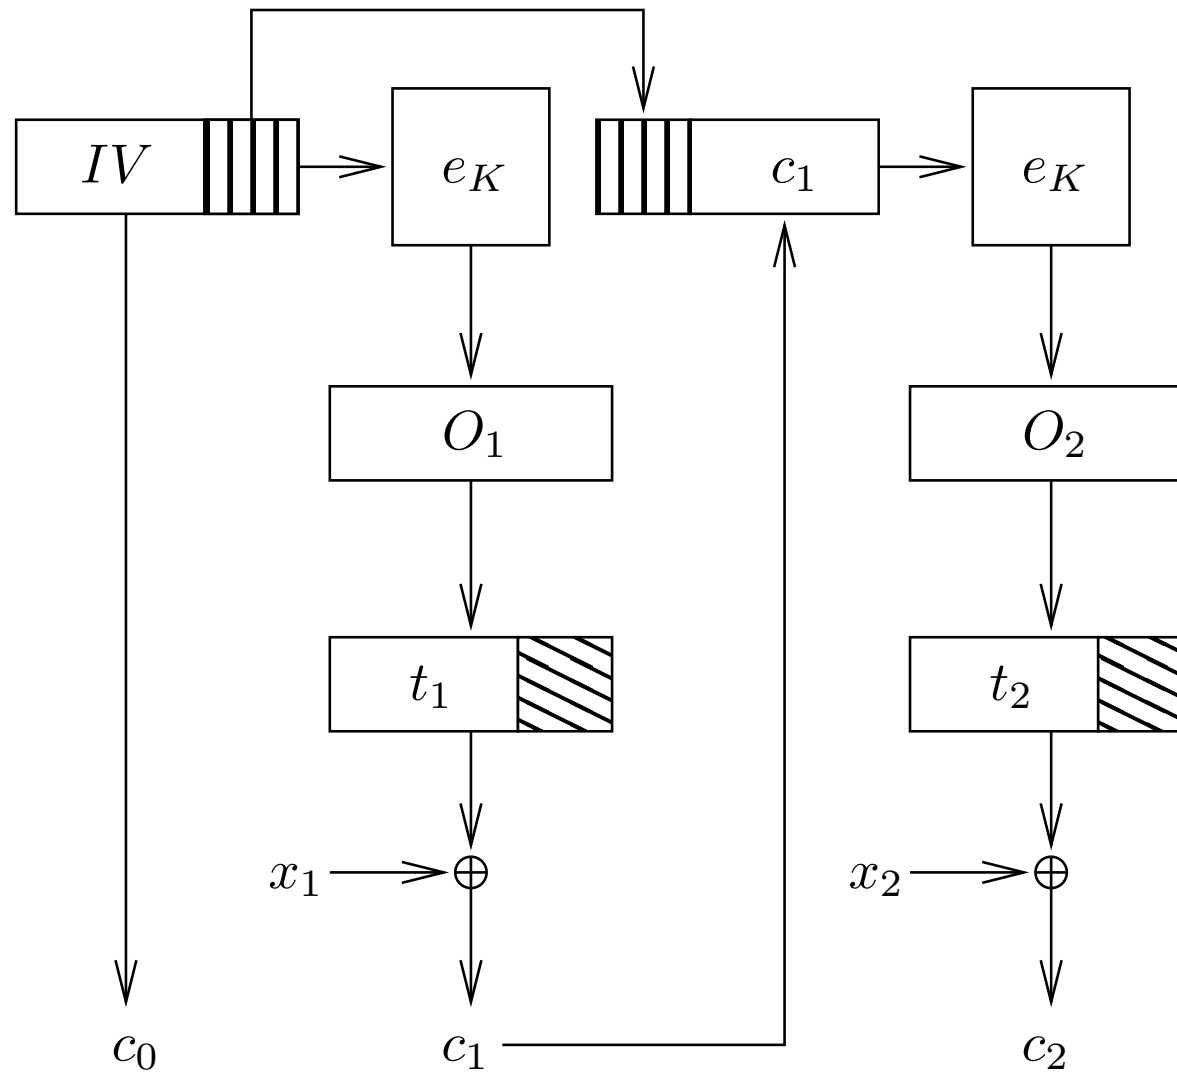 IV e_K c_1 e_K
O_1 O_2
t_1 t_2
x_1 ⊕ x_2 ⊕
c_0 c_1 c_2